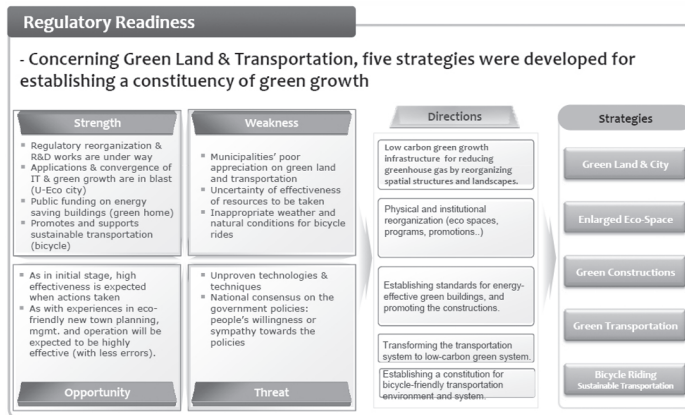 Regulatory Readiness
- Concerning Green Land & Transportation, five strategies were developed for
establishing a constituency of green growth
Strength
Regulatory reorganization &
R&D works are under way
Applications & convergence of
IT & green growth are in blast
(U-Eco city)
Public funding on energy
saving buildings (green home)
Promotes and supports
sustainable transportation
(bicycle)
Weakness
Municipalities' poor
appreciation on green land
and transportation
Uncertainty of effectiveness
of resources to be taken
Inappropriate weather and
natural conditions for bicycle
rides
As in initial stage, high
effectiveness is expected
when actions taken
As with experiences in eco-
friendly new town planning,
mgmt. and operation will be
expected to be highly
effective (with less errors).
Opportunity
Unproven technologies &
techniques
National consensus on the
government policies:
people's willingness or
sympathy towards the
policies
Threat
Directions
Low carbon green growth
infrastructure for reducing
greenhouse gas by reorganizing
spatial structures and landscapes.
Physical and institutional
reorganization (eco spaces,
programs, promotions..)
Establishing standards for energy-
effective green buildings, and
promoting the constructions.
Transforming the transportation
system to low-carbon green system.
Establishing a constitution for
bicycle-friendly transportation
environment and system.
Strategies
Green Land & City
Enlarged Eco-Space
Green Constructions
Green Transportation
Bicycle Riding
Sustainable Transportation